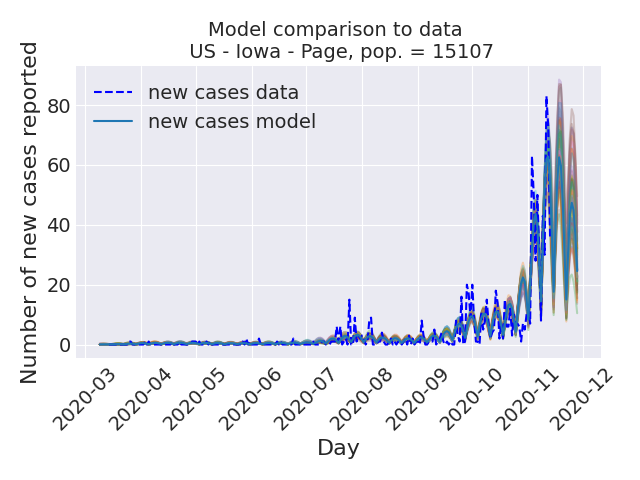 Model comparison to data
US - Iowa - Page, pop. = 15107
Number of new cases reported
80
60
40
20
0
new cases data
new cases model
2020-03
2020-04
2020-05
2020-06
2020-07
2020-08
2020-09
2020-10
2020-11
2020-12
Day